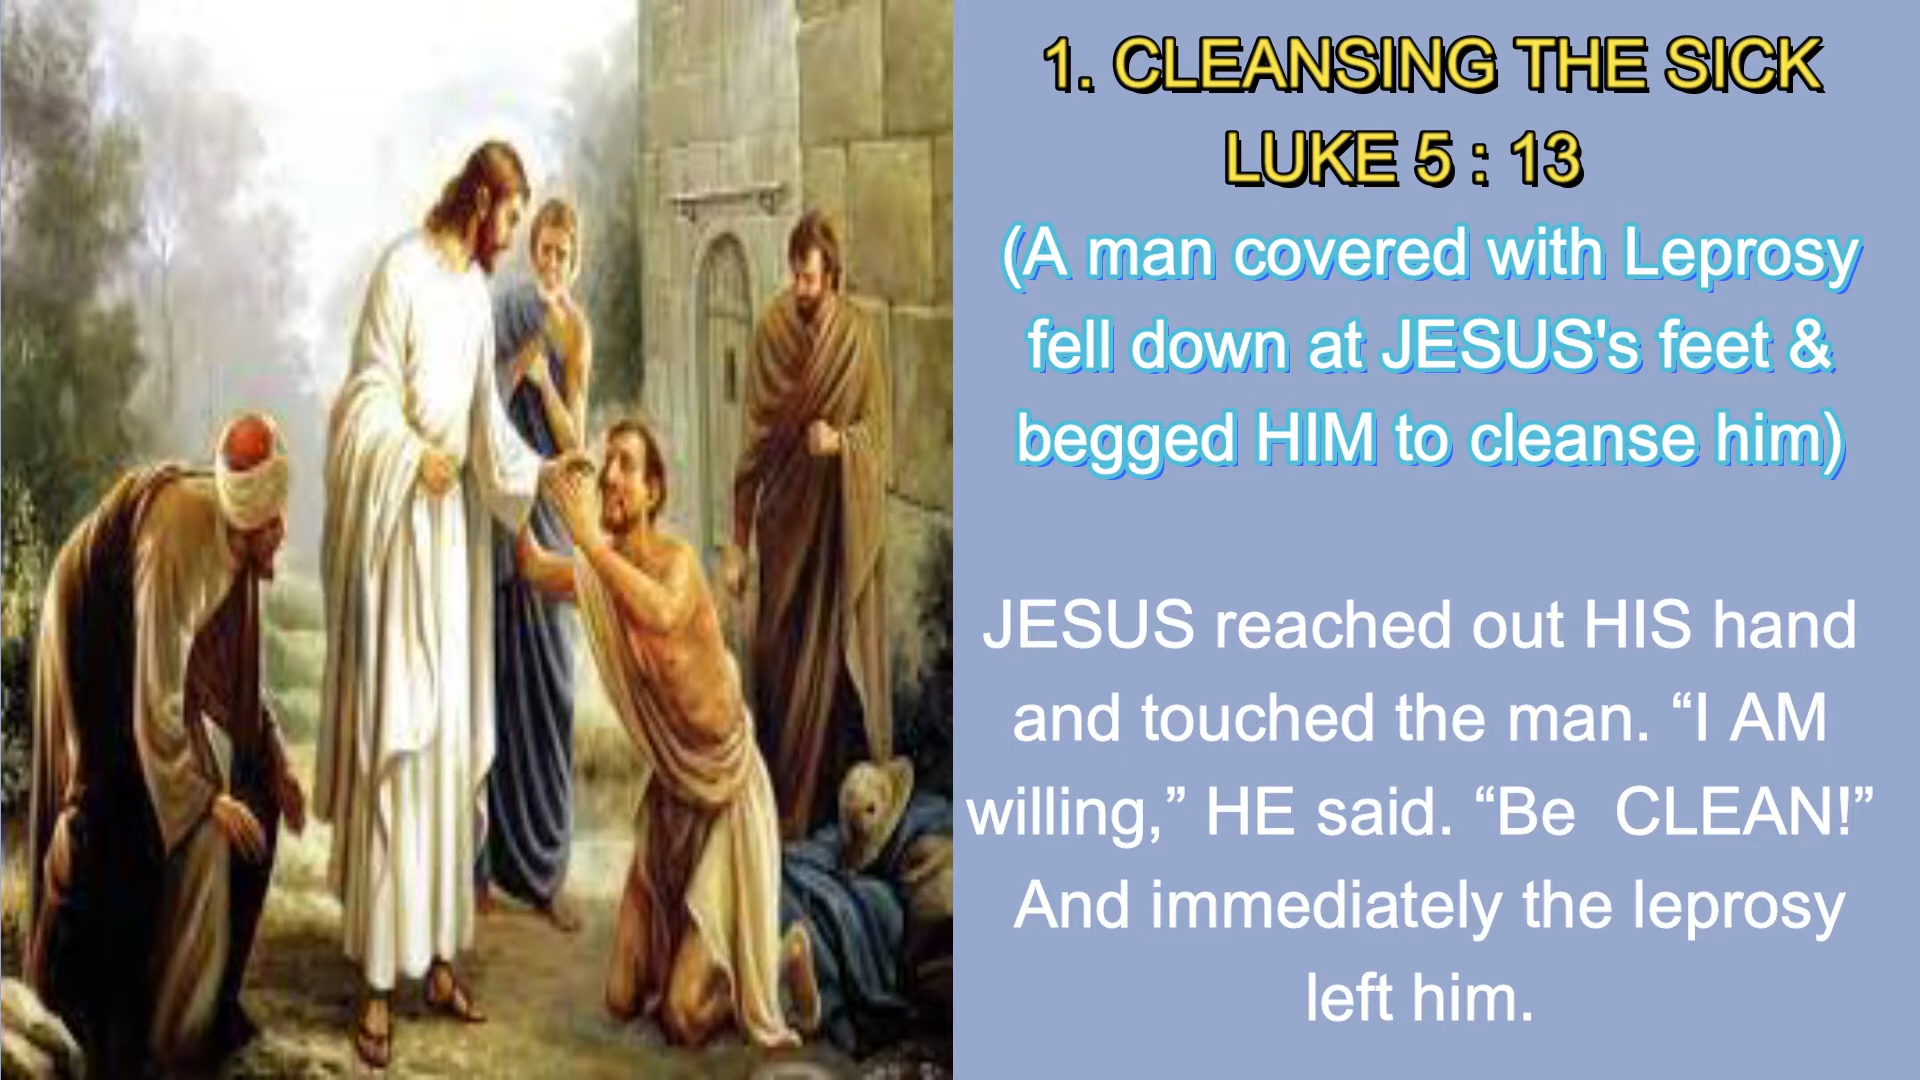 1. CLEANSING THE SICK
LUKE 5 : 13
(A man covered with Leprosy
fell down at JESUS's feet &
begged HIM to cleanse him)
JESUS reached out HIS hand
and touched the man. “I AM
willing,” HE said. “Be  CLEAN!”
And immediately the leprosy
left him.